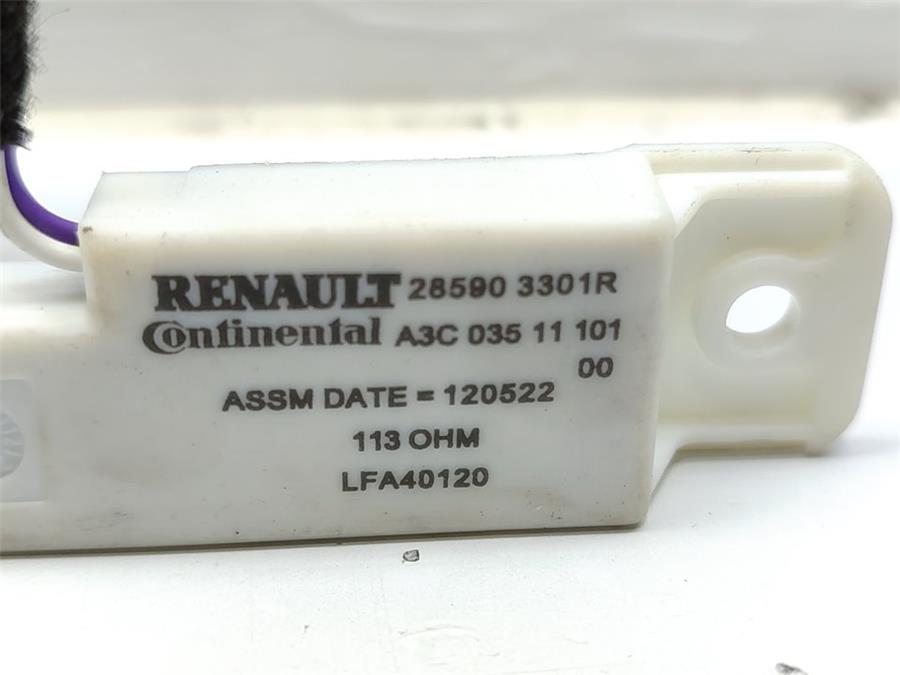 RENAULT 28590 3301R
Continental A3C 035 11 101
00
ASSM DATE = 120522
113 OHM
LFA40120